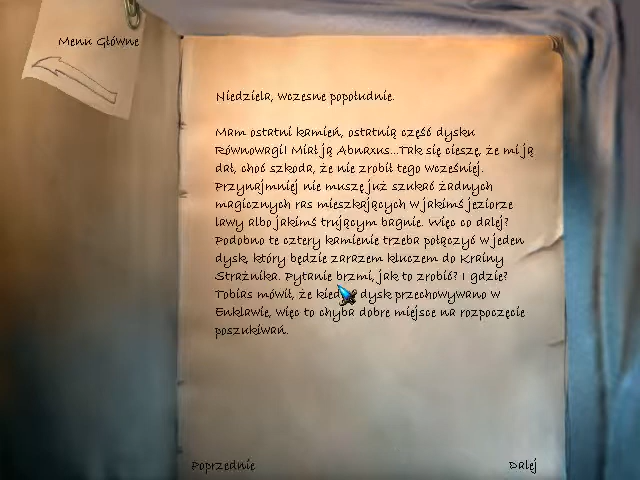 Menu Główne
Niedziela, wczesne popołudnie.
Mam ostatni kamień, ostatnią część dysku
Równowagi! Miał ją Abnaxus...Tak się cieszę, że mi ją
dał, choć szkoda, że nie zrobił tego wcześniej.
Przynajmniej nie muszę już szukać żadnych
magicznych ras mieszkających w jakimś jeziorze
lawy albo jakimś trującym bagnie. Więc co dalej?
Podobno te cztery kamienie trzeba połączyć w jeden
dysk, który będzie zarazem kluczem do Krainy
Strażnika. Pytanie brzmi, jak to zrobić? I gdzie?
Tobias mówił, że dysk przechowywano w
Enklawie, więc to chyba dobre miejsce na rozpoczęcie
poszukiwań.
Poprzednie
Dalej